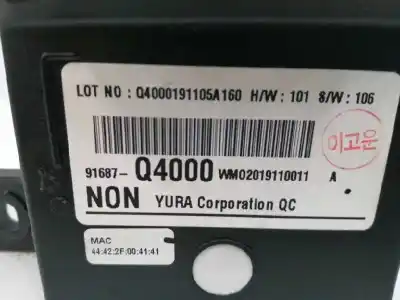 LOT NO : Q4000191105A160 H/W : 101 S/W : 106
이고운
91687- Q4000 WM02019110011 A
NON YURA Corporation QC
MAC
44:42:2F:00:41:41